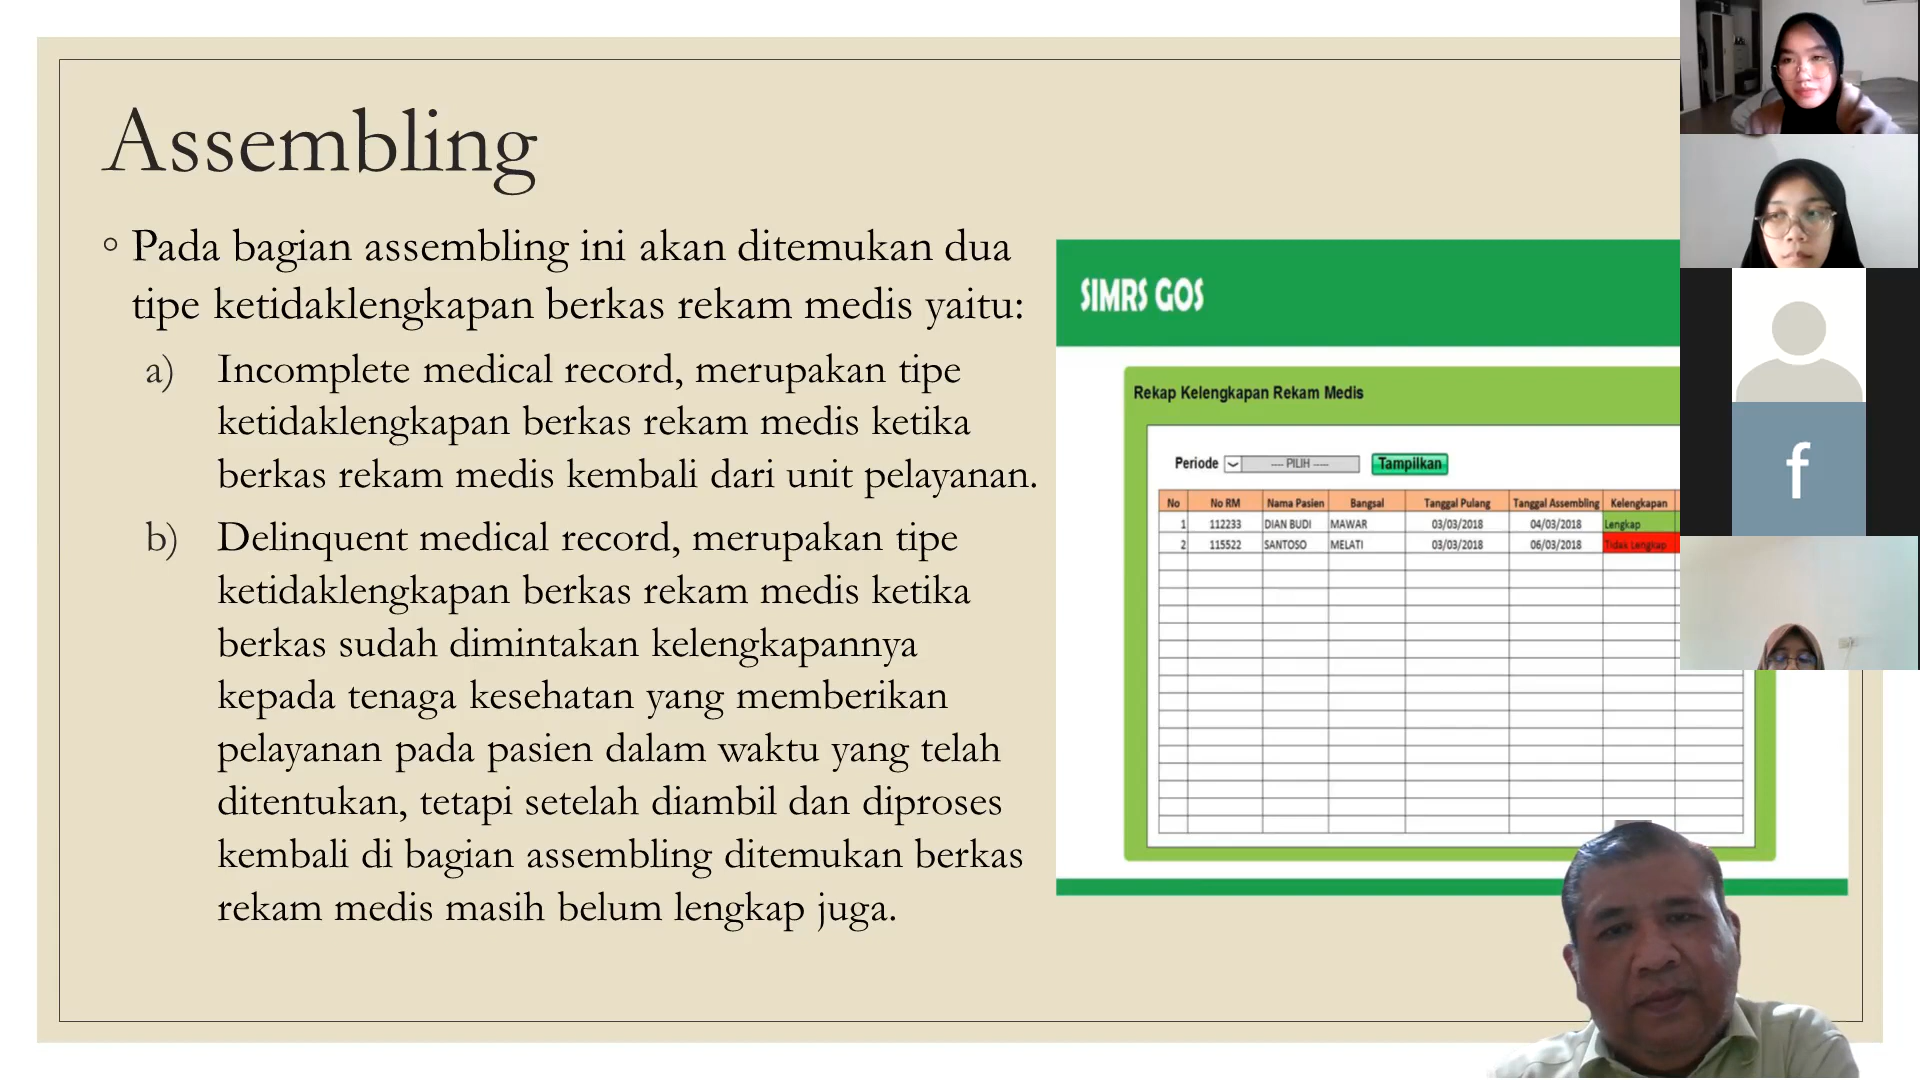 Assembling
◦ Pada bagian assembling ini akan ditemukan dua
tipe ketidaklengkapan berkas rekam medis yaitu:
a) Incomplete medical record, merupakan tipe
ketidaklengkapan berkas rekam medis ketika
berkas rekam medis kembali dari unit pelayanan.
b) Delinquent medical record, merupakan tipe
ketidaklengkapan berkas rekam medis ketika
berkas sudah dimintakan kelengkapannya
kepada tenaga kesehatan yang memberikan
pelayanan pada pasien dalam waktu yang telah
ditentukan, tetapi setelah diambil dan diproses
kembali di bagian assembling ditemukan berkas
rekam medis masih belum lengkap juga.
SIMRS GOS
Rekap Kelengkapan Rekam Medis
Periode ---- PILIH ----- Tampilkan
No No RM Nama Pasien Bangsal Tanggal Pulang Tanggal Assembling Kelengkapan
1 112233 DIAN BUDI MAWAR 03/03/2018 04/03/2018 Lengkap
2 115522 SANTOSO MELATI 03/03/2018 06/03/2018 Tidak Lengkap
f